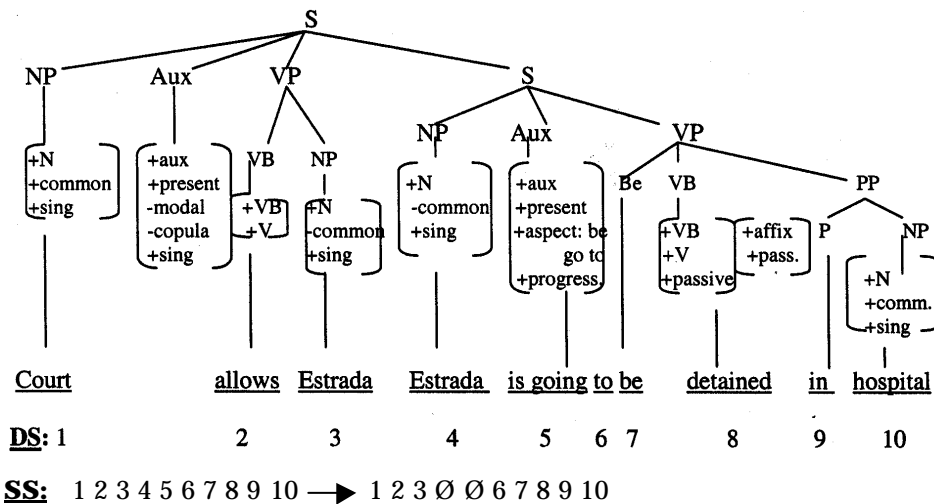 S
NP Aux VP S
NP Aux VP
+N +aux VB NP +N +aux Be VB PP
+common +present -common +present
+sing -modal +VB +N +sing +aspect: be +VB +affix P NP
-copula +V -common go to +V +pass.
+sing +sing +progress. +passive +N
+comm.
+sing
Court allows Estrada Estrada is going to be detained in hospital
DS: 1 2 3 4 5 6 7 8 9 10
SS: 1 2 3 4 5 6 7 8 9 10 → 1 2 3 Ø Ø 6 7 8 9 10